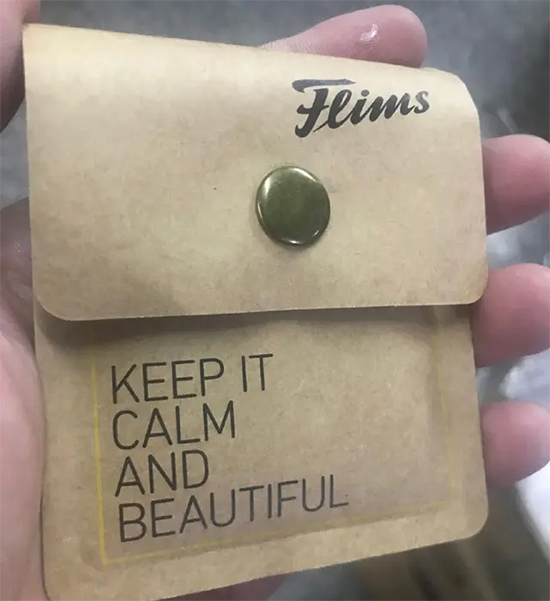 Flims
KEEP IT
CALM
AND
BEAUTIFUL